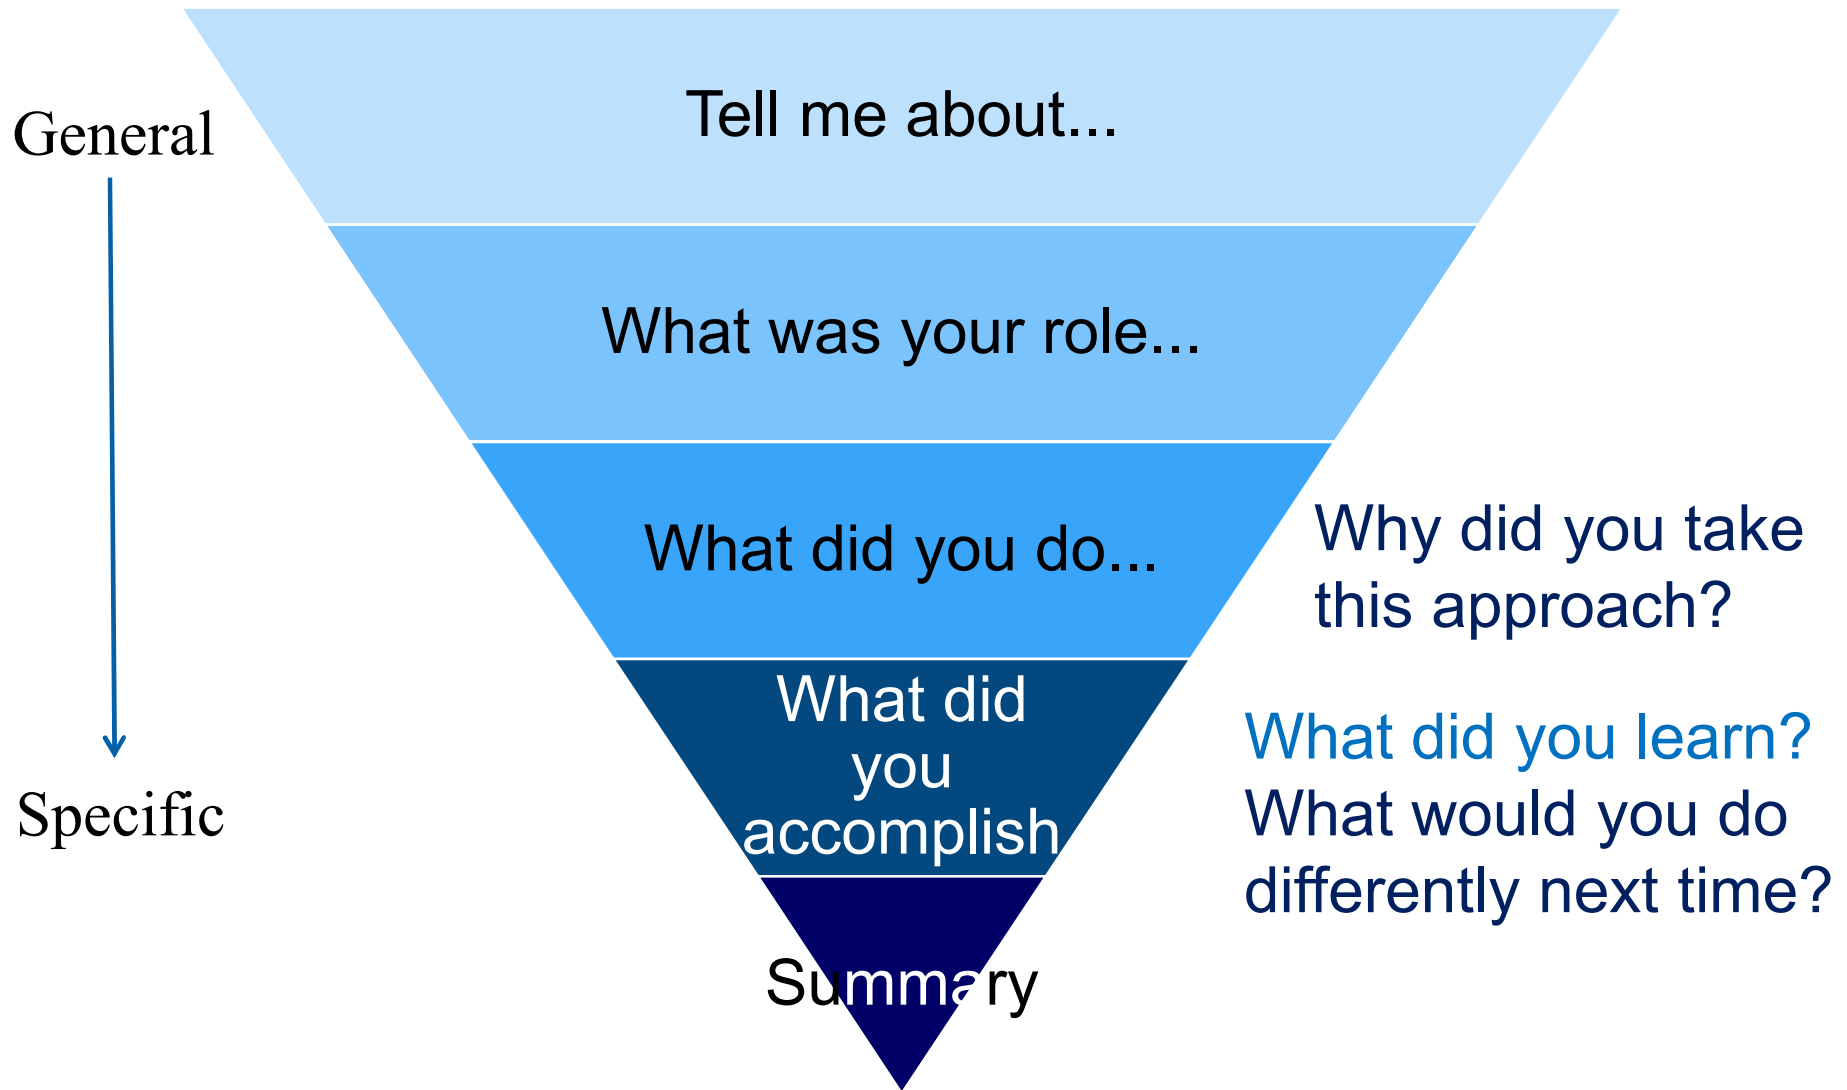 General
Tell me about...
What was your role...
What did you do...
Why did you take
this approach?
What did
you
accomplish
What did you learn?
What would you do
differently next time?
Specific
Summary